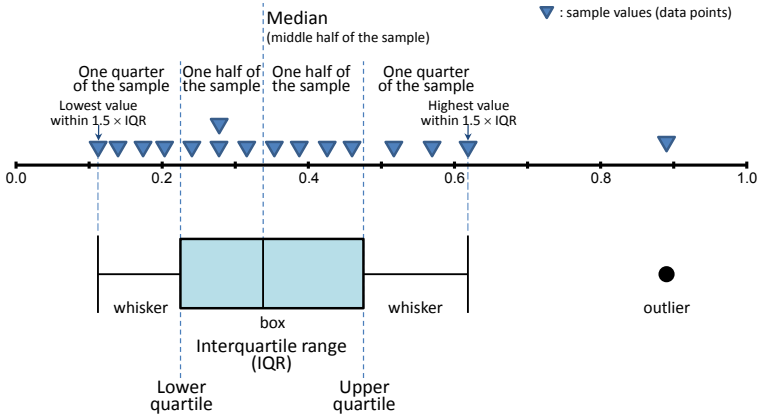 Median
(middle half of the sample)
: sample values (data points)
One quarter
of the sample
One half of
the sample
One half of
the sample
One quarter
of the sample
Lowest value
within 1.5 × IQR
Highest value
within 1.5 × IQR
0.0 0.2 0.4 0.6 0.8 1.0
whisker
box
whisker
outlier
Interquartile range
(IQR)
Lower
quartile
Upper
quartile